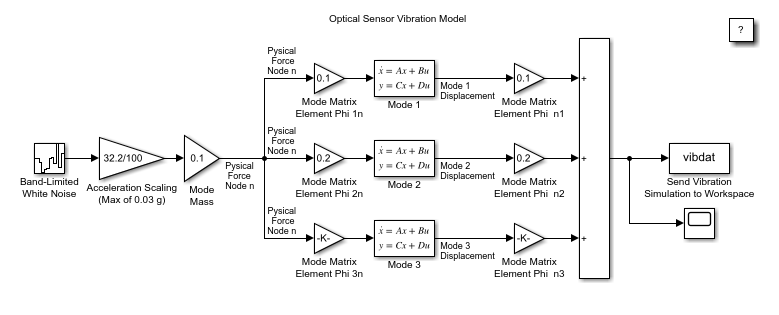 Optical Sensor Vibration Model
?
Pysical
Force
Node n
0.1
Mode Matrix
Element Phi 1n
ẋ = Ax + Bu
y = Cx + Du
Mode 1
Mode 1
Displacement
0.1
Mode Matrix
Element Phi n1
+
Band-Limited
White Noise
32.2/100
Acceleration Scaling
(Max of 0.03 g)
0.1
Mode
Mass
Pysical
Force
Node n
Pysical
Force
Node n
0.2
Mode Matrix
Element Phi 2n
ẋ = Ax + Bu
y = Cx + Du
Mode 2
Mode 2
Displacement
0.2
Mode Matrix
Element Phi n2
+
vibdat
Send Vibration
Simulation to Workspace
Pysical
Force
Node n
-K-
Mode Matrix
Element Phi 3n
ẋ = Ax + Bu
y = Cx + Du
Mode 3
Mode 3
Displacement
-K-
Mode Matrix
Element Phi n3
+